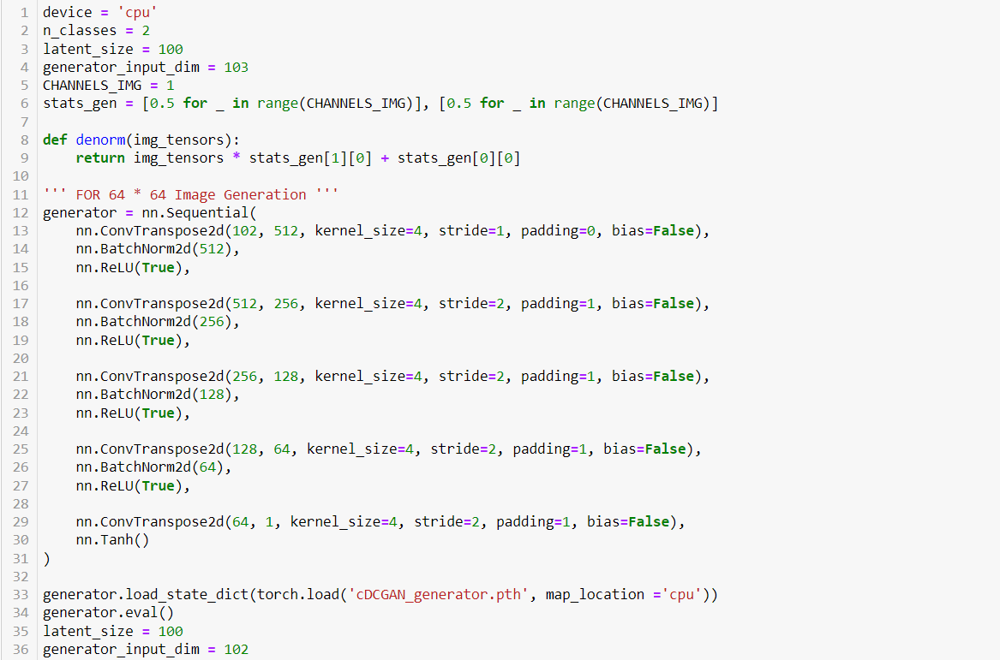 1 device = 'cpu'
2 n_classes = 2
3 latent_size = 100
4 generator_input_dim = 103
5 CHANNELS_IMG = 1
6 stats_gen = [0.5 for _ in range(CHANNELS_IMG)], [0.5 for _ in range(CHANNELS_IMG)]
7
8 def denorm(img_tensors):
9     return img_tensors * stats_gen[1][0] + stats_gen[0][0]
10
11 ''' FOR 64 * 64 Image Generation '''
12 generator = nn.Sequential(
13     nn.ConvTranspose2d(102, 512, kernel_size=4, stride=1, padding=0, bias=False),
14     nn.BatchNorm2d(512),
15     nn.ReLU(True),
16
17     nn.ConvTranspose2d(512, 256, kernel_size=4, stride=2, padding=1, bias=False),
18     nn.BatchNorm2d(256),
19     nn.ReLU(True),
20
21     nn.ConvTranspose2d(256, 128, kernel_size=4, stride=2, padding=1, bias=False),
22     nn.BatchNorm2d(128),
23     nn.ReLU(True),
24
25     nn.ConvTranspose2d(128, 64, kernel_size=4, stride=2, padding=1, bias=False),
26     nn.BatchNorm2d(64),
27     nn.ReLU(True),
28
29     nn.ConvTranspose2d(64, 1, kernel_size=4, stride=2, padding=1, bias=False),
30     nn.Tanh()
31 )
32
33 generator.load_state_dict(torch.load('cDCGAN_generator.pth', map_location ='cpu'))
34 generator.eval()
35 latent_size = 100
36 generator_input_dim = 102